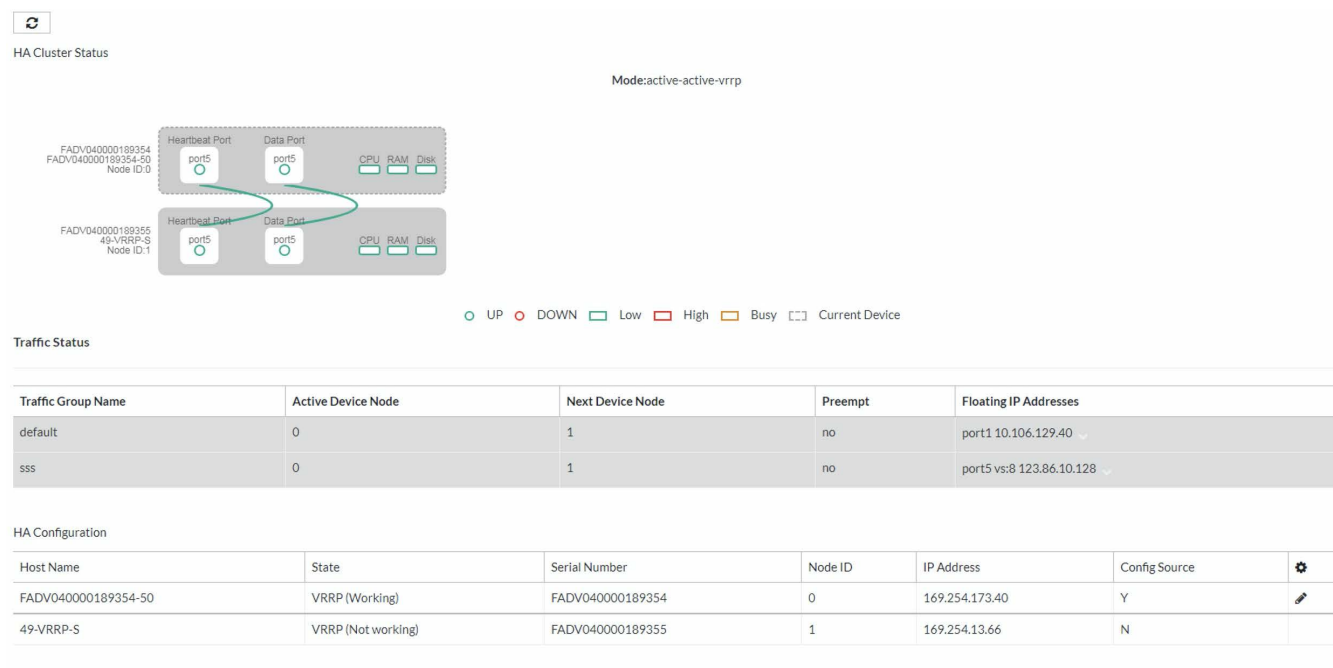 HA Cluster Status
Mode:active-active-vrrp
Heartbeat Port Data Port
FADV040000189354
FADV040000189354-50
Node ID:0
port5 port5 CPU RAM Disk
Heartbeat Port Data Port
FADV040000189355
49-VRRP-S
Node ID:1
port5 port5 CPU RAM Disk
UP DOWN Low High Busy Current Device
Traffic Status
Traffic Group Name Active Device Node Next Device Node Preempt Floating IP Addresses
default 0 1 no port1 10.106.129.40
sss 0 1 no port5 vs:8 123.86.10.128
HA Configuration
Host Name State Serial Number Node ID IP Address Config Source
FADV040000189354-50 VRRP (Working) FADV040000189354 0 169.254.173.40 Y
49-VRRP-S VRRP (Not working) FADV040000189355 1 169.254.13.66 N